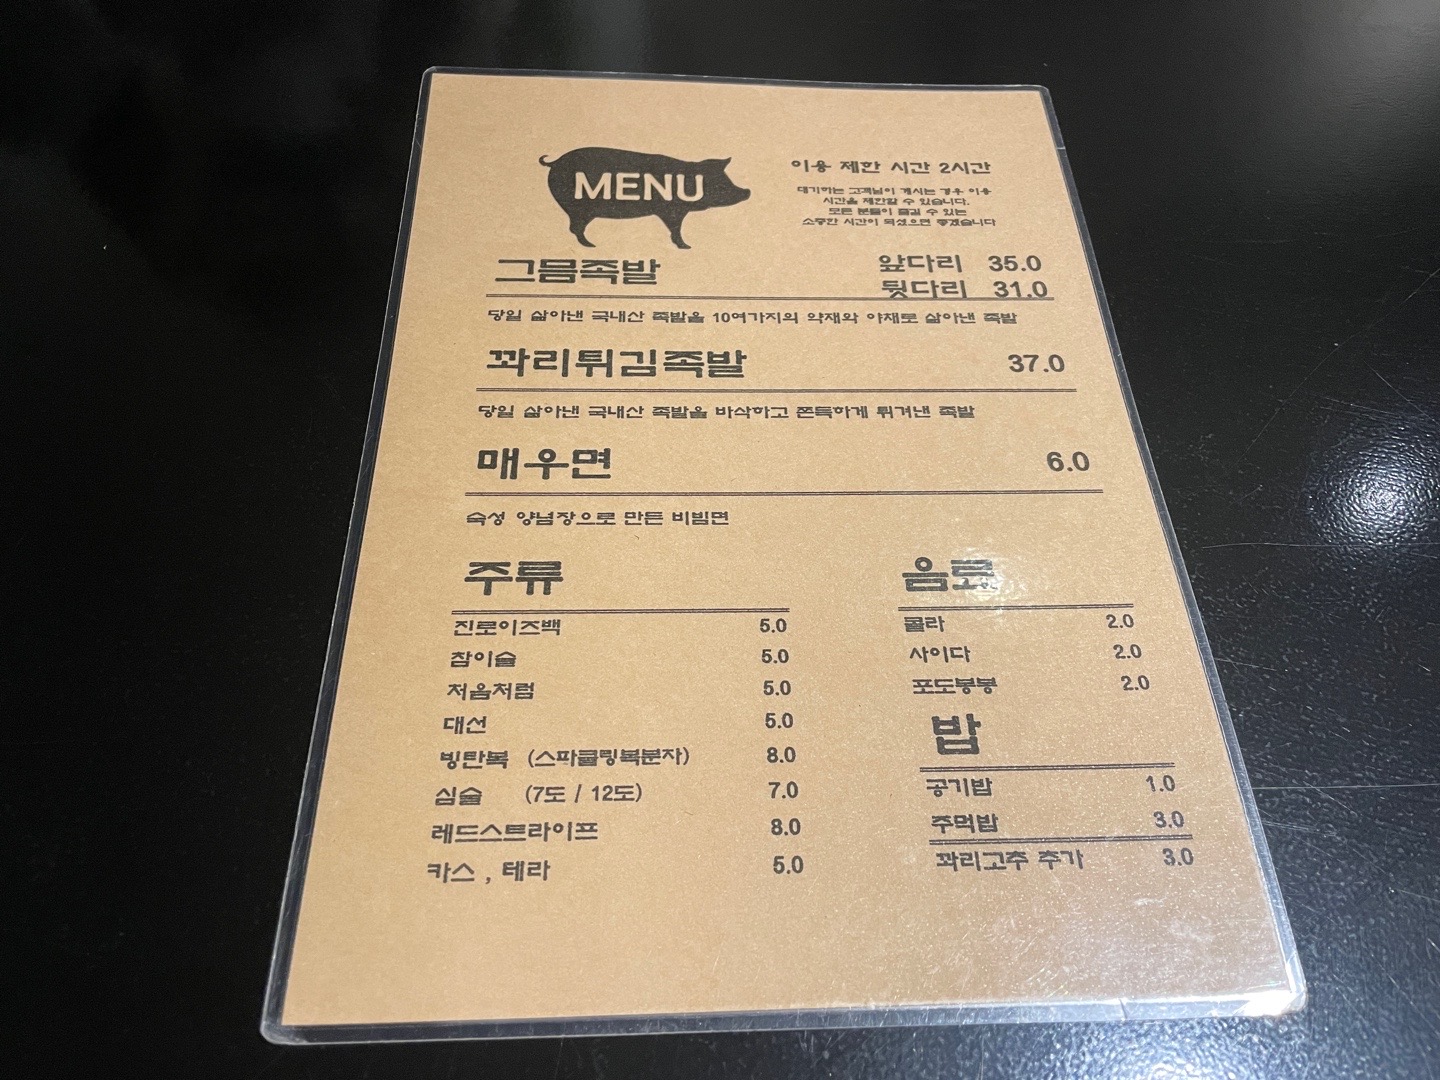 MENU
이용 제한 시간 2시간
대기하는 고객님이 계시는 경우 이용
시간을 제한할 수 있습니다.
모든 분들이 즐길 수 있는
소중한 시간이 되셨으면 좋겠습니다
그믐족발
앞다리 35.0
뒷다리 31.0
당일 삶아낸 국내산 족발을 10여가지의 약재와 야채로 삶아낸 족발
꽈리튀김족발 37.0
당일 삶아낸 국내산 족발을 바삭하고 쫀득하게 튀겨낸 족발
매우면 6.0
숙성 양념장으로 만든 비빔면
주류
진로이즈백 5.0
참이슬 5.0
처음처럼 5.0
대선 5.0
빙탄복 (스파클링복분자) 8.0
심술 (7도 / 12도) 7.0
레드스트라이프 8.0
카스 , 테라 5.0
음료
콜라 2.0
사이다 2.0
포도봉봉 2.0
밥
공기밥 1.0
주먹밥 3.0
꽈리고추 추가 3.0